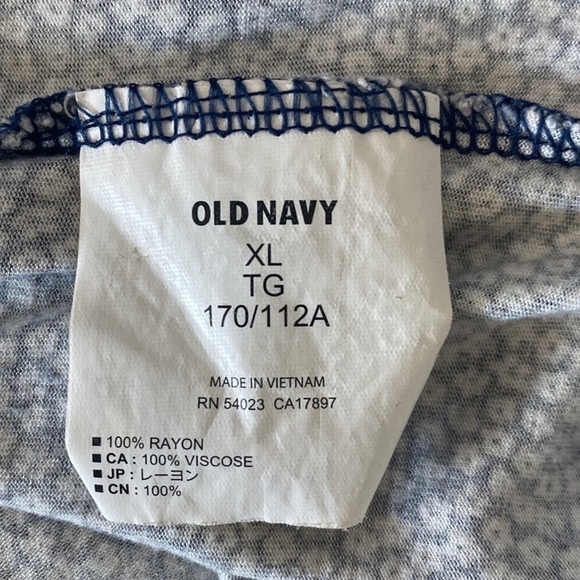 OLD NAVY
XL
TG
170/112A
MADE IN VIETNAM
RN 54023 CA17897
■ 100% RAYON
■ CA : 100% VISCOSE
■ JP : レーヨン
■ CN : 100%